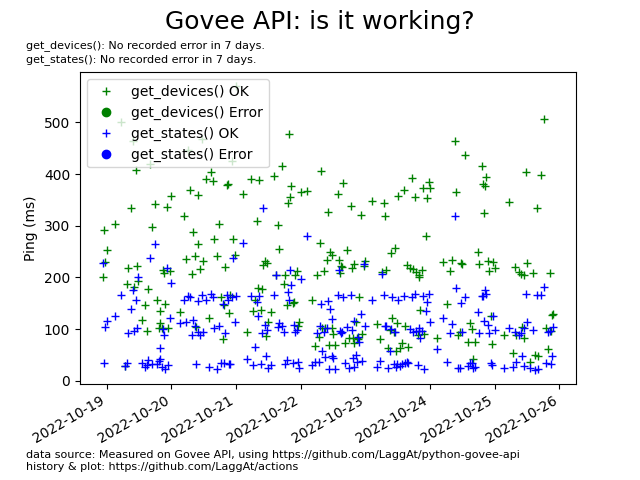 Govee API: is it working?
get_devices(): No recorded error in 7 days.
get_states(): No recorded error in 7 days.
get_devices() OK
get_devices() Error
get_states() OK
get_states() Error
Ping (ms)
500
400
300
200
100
0
2022-10-19
2022-10-20
2022-10-21
2022-10-22
2022-10-23
2022-10-24
2022-10-25
2022-10-26
data source: Measured on Govee API, using https://github.com/LaggAt/python-govee-api
history & plot: https://github.com/LaggAt/actions